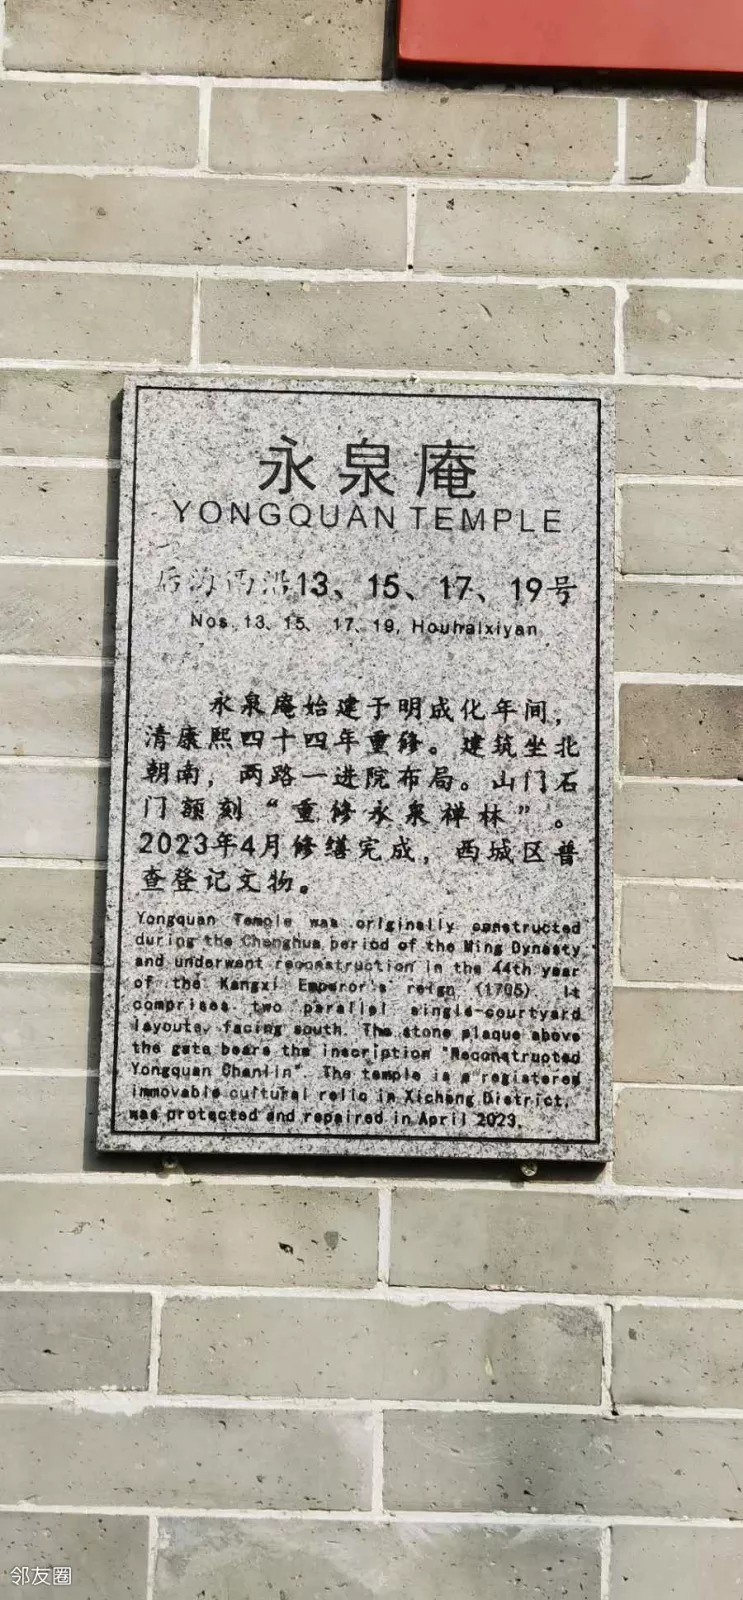 永泉庵
YONGQUAN TEMPLE
后海西沿13、15、17、19号
Nos. 13、15、 17、19, Houhaixiyan
永泉庵始建于明成化年间，
清康熙四十四年重修。建筑坐北
朝南，两路一进院布局。山门石
门额刻“重修永泉禅林”。
2023年4月修缮完成，西城区普
查登记文物。
Yongquan Temple was originally constructed
during the Chenghua period of the Ming Dynasty
and underwent reconstruction in the 44th year
of the Kangxi Emperor's reign (1705). It
comprises two parallel single-courtyard
layouts, facing south. The stone plaque above
the gate bears the inscription "Reconstructed
Yongquan Chanlin". The temple is a registered
immovable cultural relic in Xicheng District,
was protected and repaired in April 2023.
邻友圈